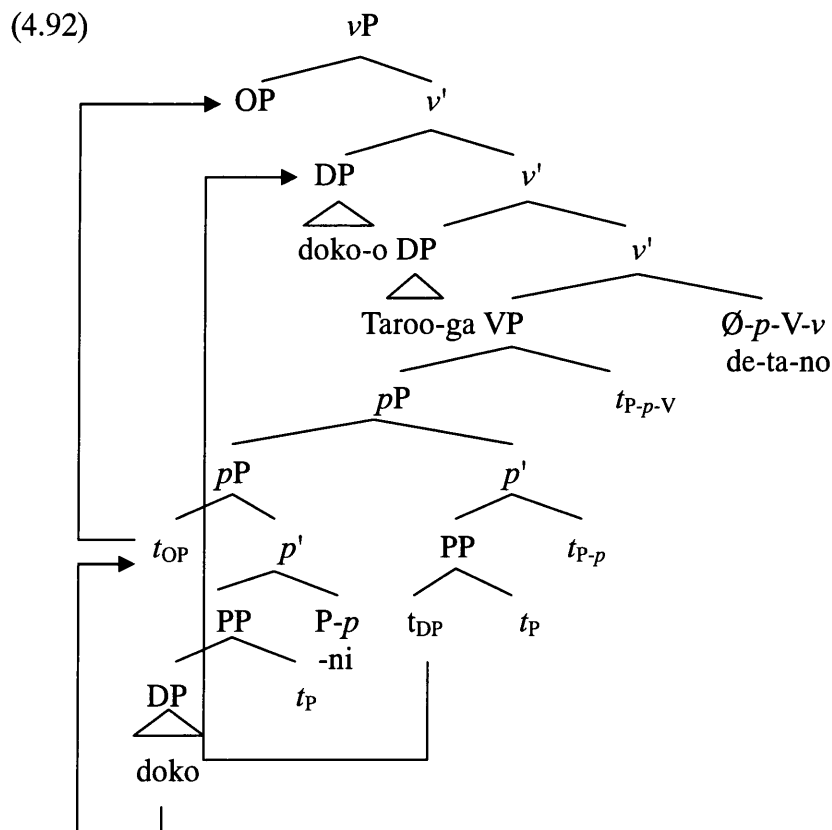 (4.92) vP
OP v'
DP v'
doko-o DP v'
Taroo-ga VP Ø-p-V-v
de-ta-no
pP tP-p-V
pP p'
tOP p' PP tP-p
PP P-p tDP tP
-ni
DP tP
doko